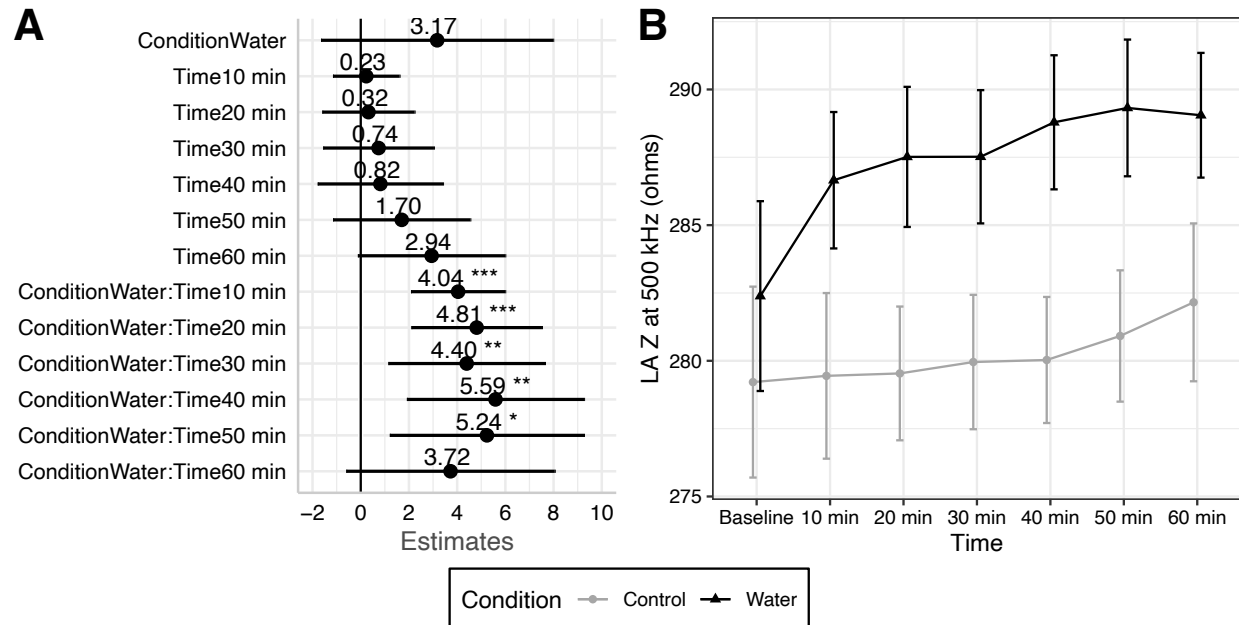 A
ConditionWater 3.17
Time10 min 0.23
Time20 min 0.32
Time30 min 0.74
Time40 min 0.82
Time50 min 1.70
Time60 min 2.94
ConditionWater:Time10 min 4.04 ***
ConditionWater:Time20 min 4.81 ***
ConditionWater:Time30 min 4.40 **
ConditionWater:Time40 min 5.59 **
ConditionWater:Time50 min 5.24 *
ConditionWater:Time60 min 3.72
−2 0 2 4 6 8 10
Estimates
B
LA Z at 500 kHz (ohms)
290
285
280
275
Baseline 10 min 20 min 30 min 40 min 50 min 60 min
Time
Condition Control Water